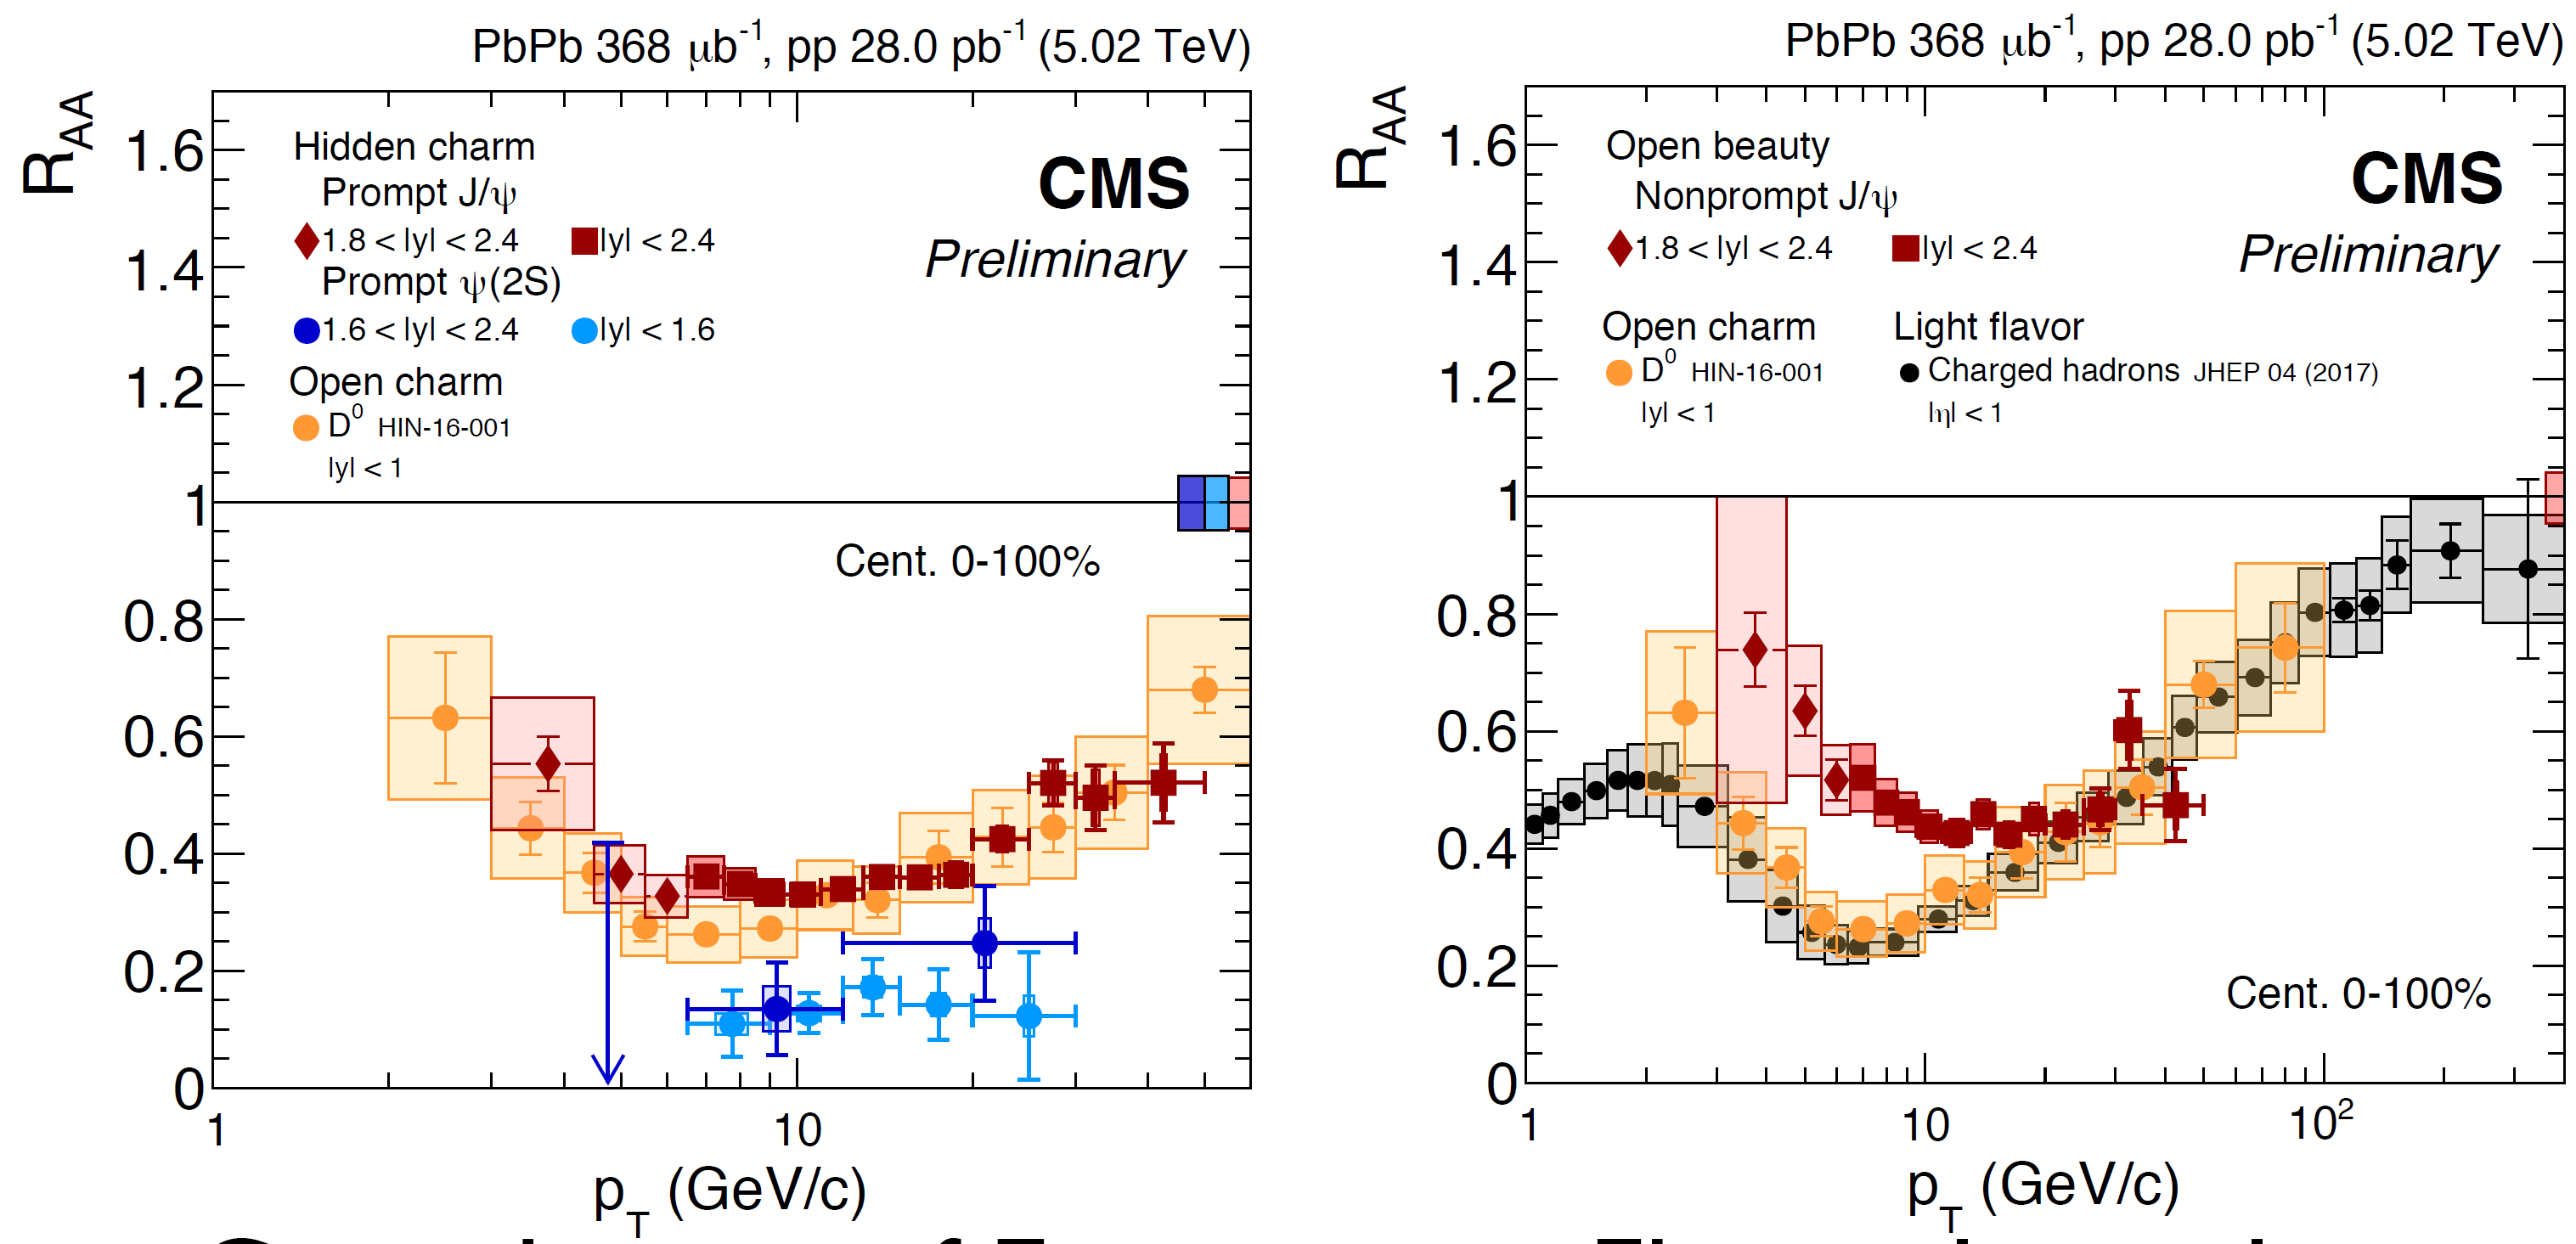 PbPb 368 μb⁻¹, pp 28.0 pb⁻¹ (5.02 TeV)
R_AA
1.6
1.4
1.2
1
0.8
0.6
0.4
0.2
0
Hidden charm
Prompt J/ψ
1.8 < |y| < 2.4 |y| < 2.4
Prompt ψ(2S)
1.6 < |y| < 2.4 |y| < 1.6
Open charm
D⁰ HIN-16-001
|y| < 1
CMS
Preliminary
Cent. 0-100%
1 10
p_T (GeV/c)
PbPb 368 μb⁻¹, pp 28.0 pb⁻¹ (5.02 TeV)
R_AA
1.6
1.4
1.2
1
0.8
0.6
0.4
0.2
0
Open beauty
Nonprompt J/ψ
1.8 < |y| < 2.4 |y| < 2.4
Open charm Light flavor
D⁰ HIN-16-001 Charged hadrons JHEP 04 (2017)
|y| < 1 |η| < 1
CMS
Preliminary
Cent. 0-100%
1 10 10²
p_T (GeV/c)